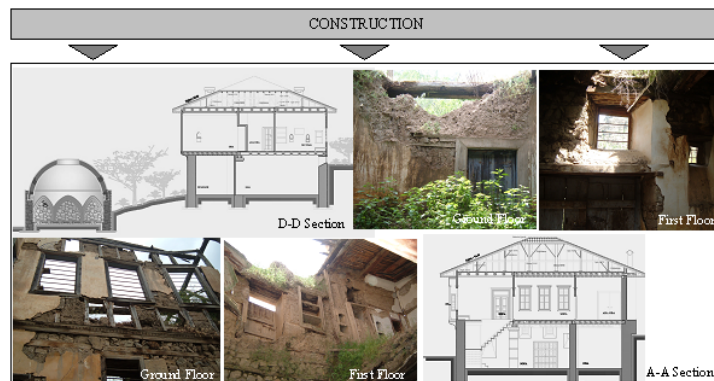 CONSTRUCTION
D-D Section
Ground Floor
First Floor
Ground Floor
First Floor
A-A Section